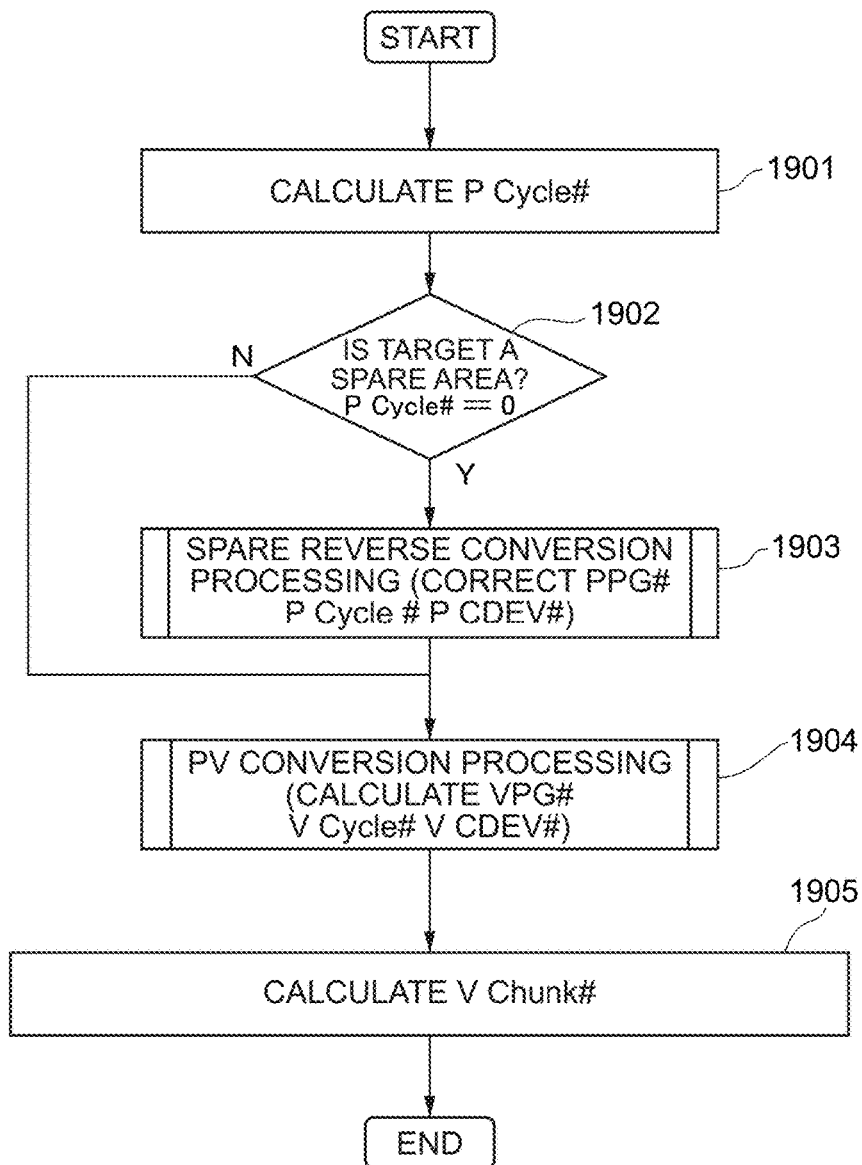 START
CALCULATE P Cycle#
1901
IS TARGET A
SPARE AREA?
P Cycle# == 0
1902
N
Y
SPARE REVERSE CONVERSION
PROCESSING (CORRECT PPG#
P Cycle # P CDEV#)
1903
PV CONVERSION PROCESSING
(CALCULATE VPG#
V Cycle# V CDEV#)
1904
1905
CALCULATE V Chunk#
END